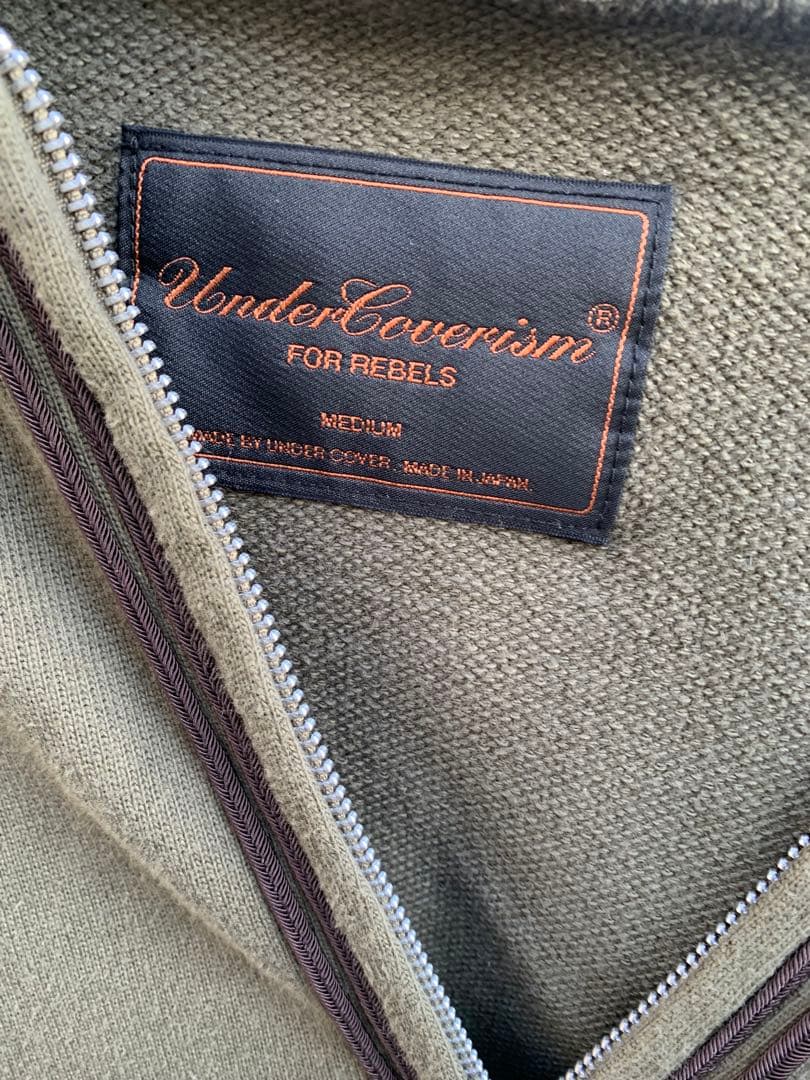 UnderCoverism®
FOR REBELS
MEDIUM
MADE BY UNDER COVER. MADE IN JAPAN.